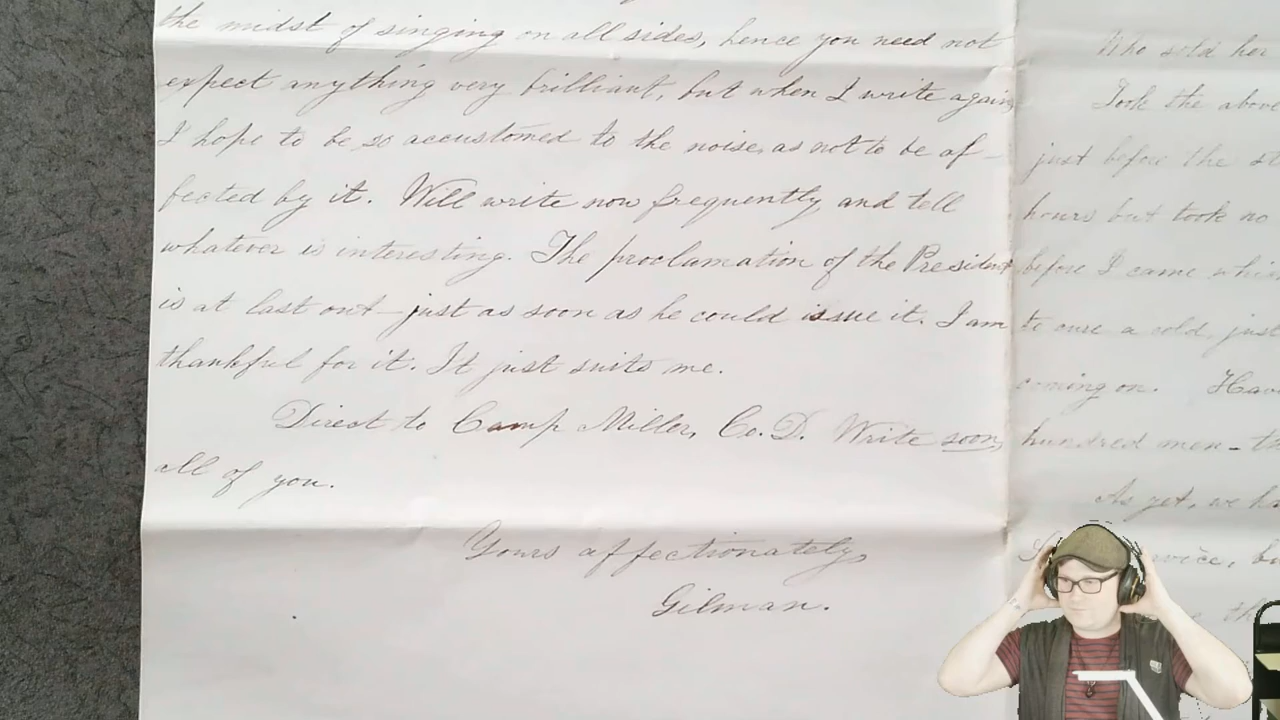 the midst of singing on all sides, hence you need not
expect anything very brilliant, but when I write again
I hope to be so accustomed to the noise, as not to be af-
fected by it. Will write now frequently and tell
whatever is interesting. The proclamation of the President
is at last out—just as soon as he could issue it. I am
thankful for it. It just suits me.
Direct to Camp Miller, Co. D. Write soon,
all of you.
Yours affectionately,
Gilman.
Who sold her
Took the above
just before the
hours but took no
before I came
to cure a cold, just
coming on. Have
hundred men -
As yet, we